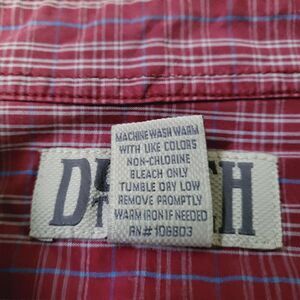 MACHINE WASH WARM
WITH LIKE COLORS
NON-CHLORINE
BLEACH ONLY
TUMBLE DRY LOW
REMOVE PROMPTLY
WARM IRON IF NEEDED
RN#106803